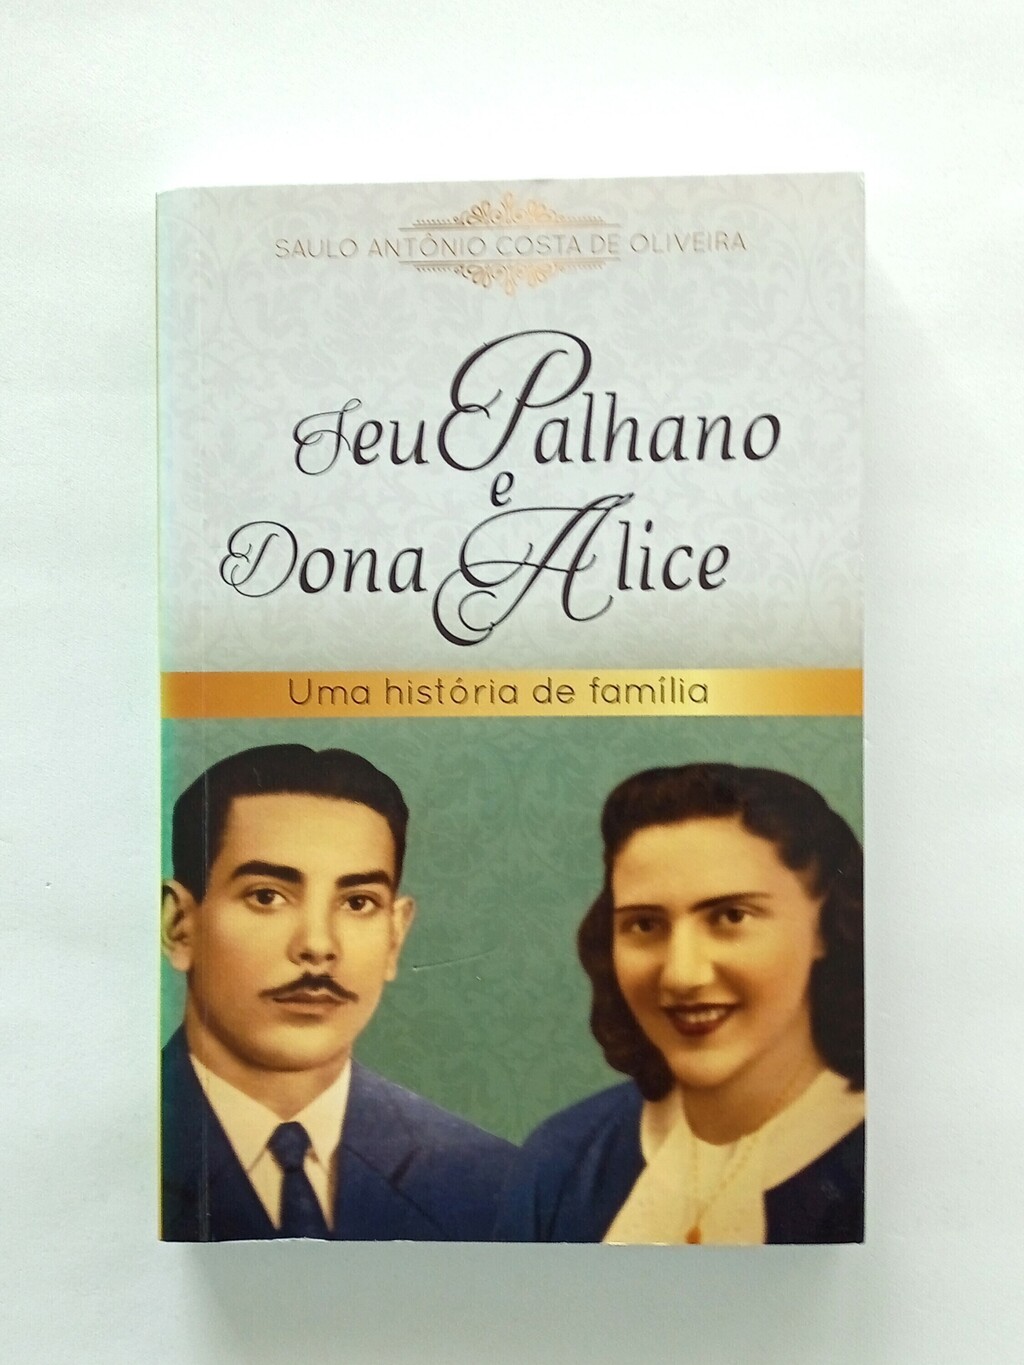 SAULO ANTÔNIO COSTA DE OLIVEIRA
Seu Palhano
e
Dona Alice
Uma história de família